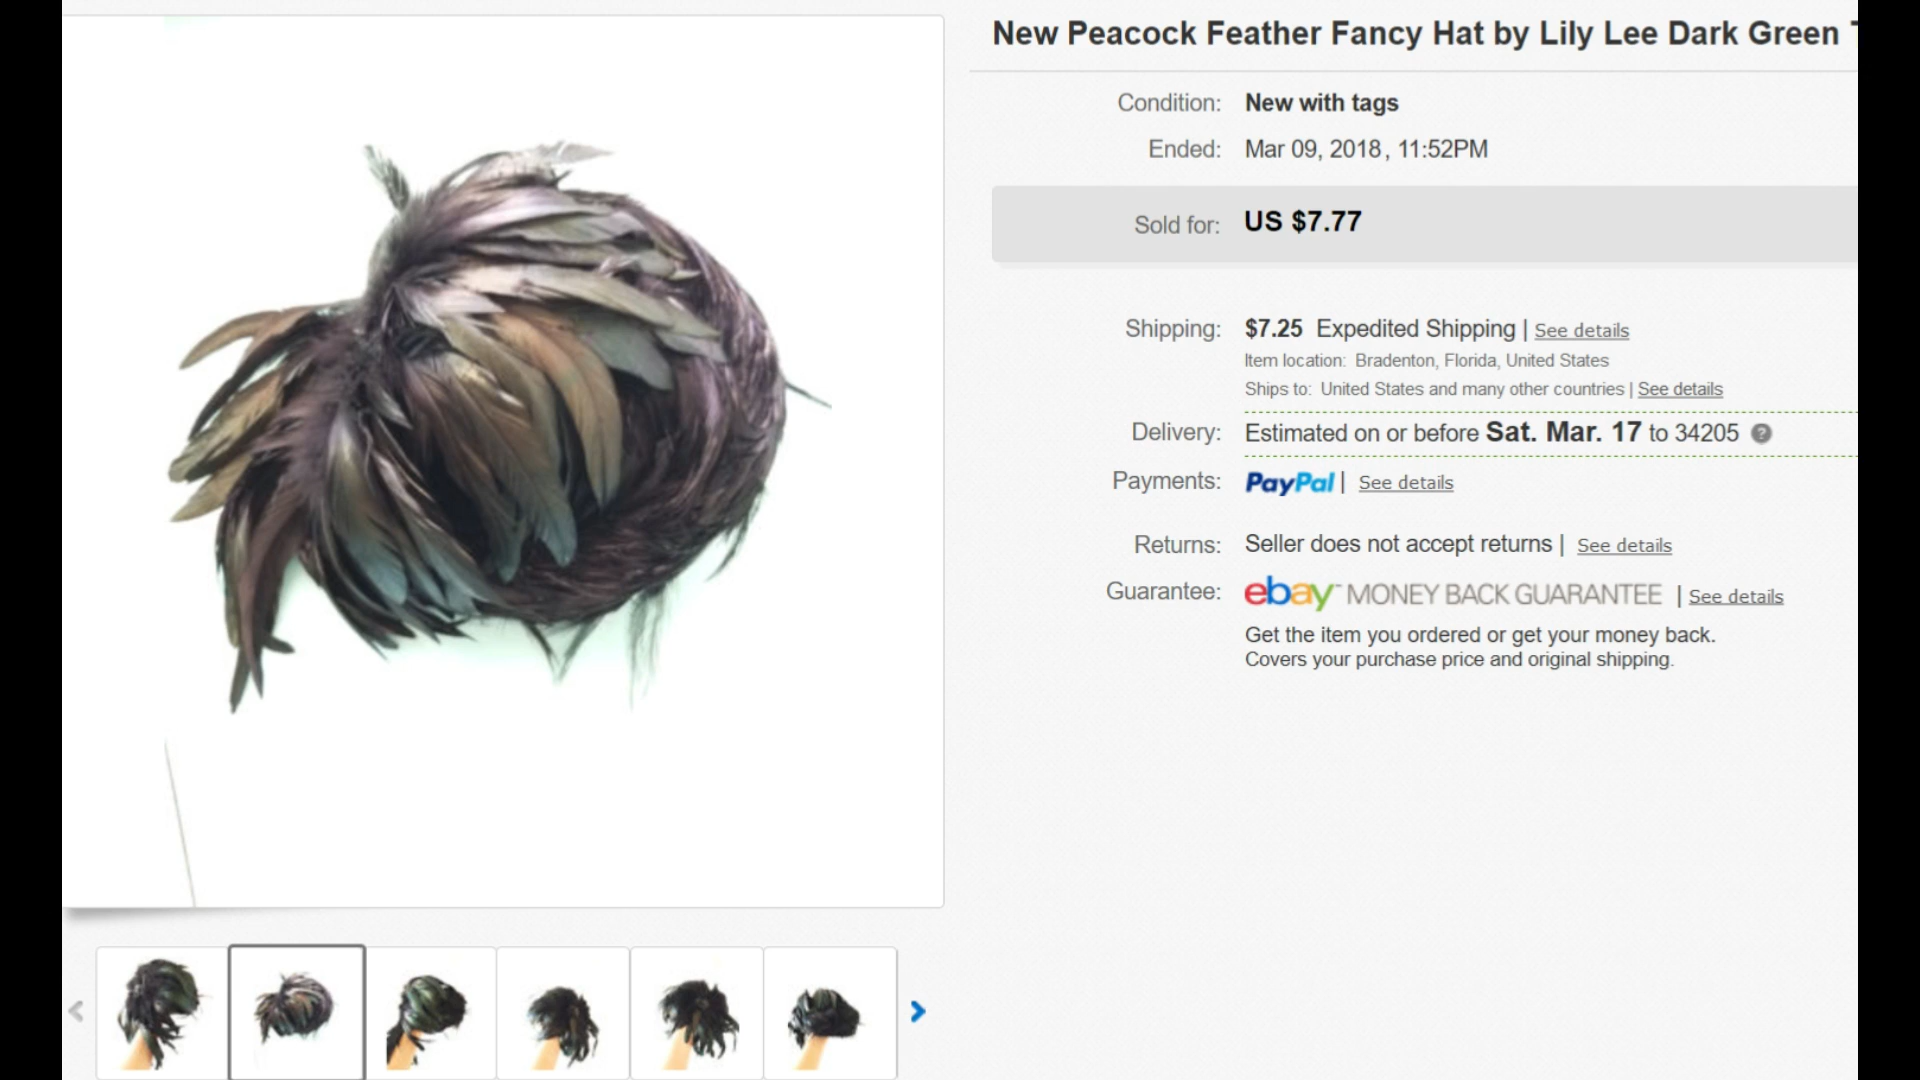 New Peacock Feather Fancy Hat by Lily Lee Dark Green
Condition: New with tags
Ended: Mar 09, 2018, 11:52PM
Sold for: US $7.77
Shipping: $7.25 Expedited Shipping | See details
Item location: Bradenton, Florida, United States
Ships to: United States and many other countries | See details
Delivery: Estimated on or before Sat. Mar. 17 to 34205 ?
Payments: PayPal | See details
Returns: Seller does not accept returns | See details
Guarantee: ebay™ MONEY BACK GUARANTEE | See details
Get the item you ordered or get your money back.
Covers your purchase price and original shipping.